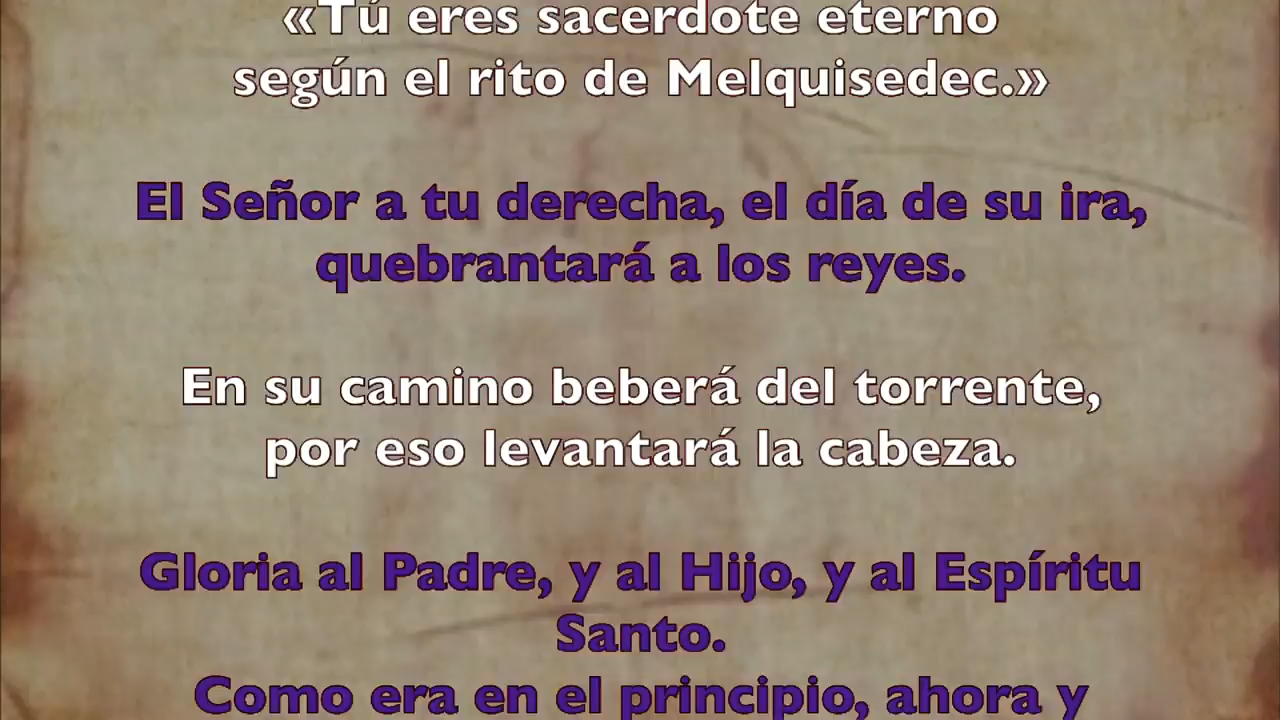 «Tú eres sacerdote eterno
según el rito de Melquisedec.»
El Señor a tu derecha, el día de su ira,
quebrantará a los reyes.
En su camino beberá del torrente,
por eso levantará la cabeza.
Gloria al Padre, y al Hijo, y al Espíritu
Santo.
Como era en el principio, ahora y